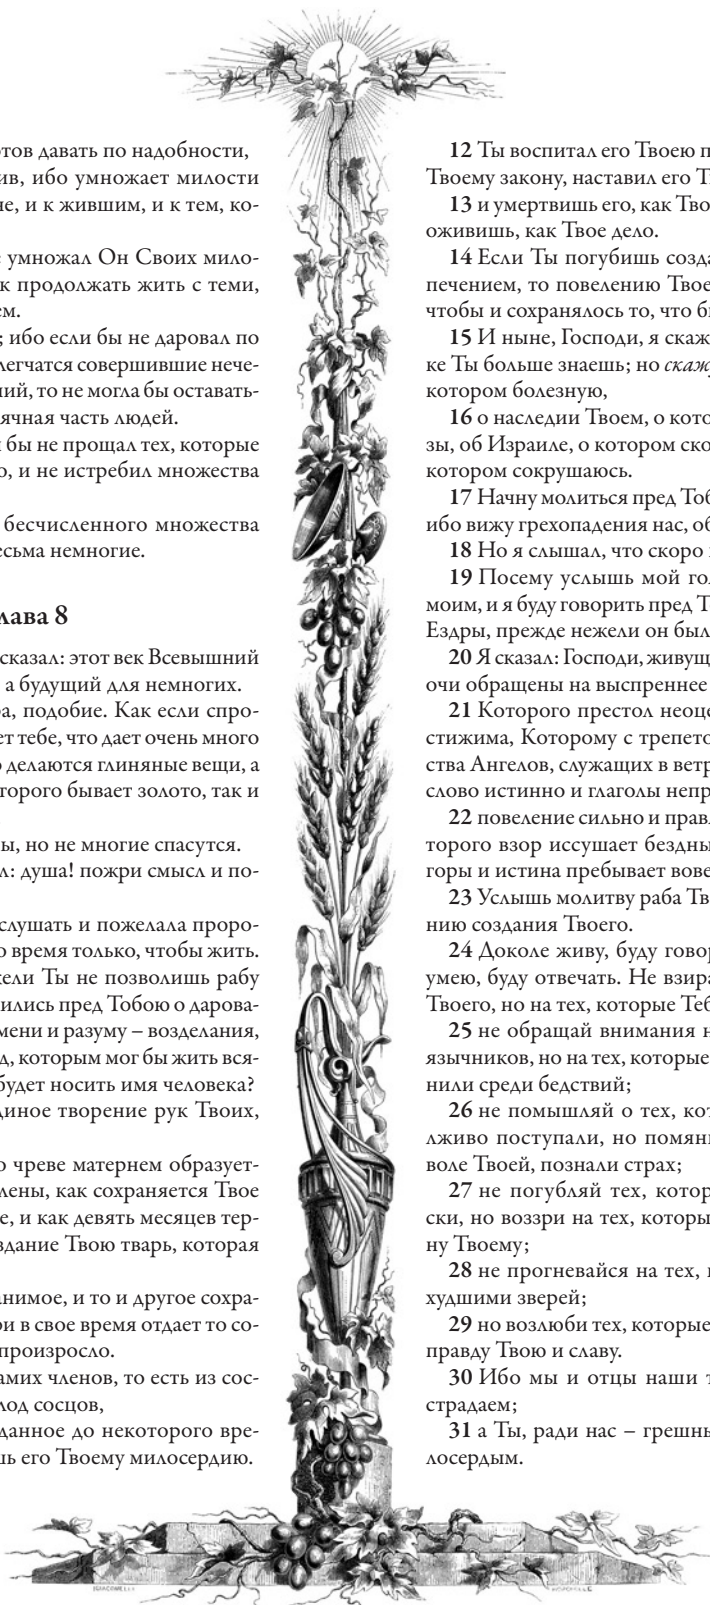 тов давать по надобности,
ив, ибо умножает милости
не, и к жившим, и к тем, ко-
умножал Он Своих мило-
к продолжать жить с теми,
ем.
; ибо если бы не даровал по
легчатся совершившие нече-
ий, то не могла бы оставать-
ячная часть людей.
бы не прощал тех, которые
о, и не истребил множества
бесчисленного множества
есьма немногие.
лава 8
сказал: этот век Всевышний
а будущий для немногих.
а, подобие. Как если спро-
ет тебе, что дает очень много
о делаются глиняные вещи, а
торого бывает золото, так и
ы, но не многие спасутся.
л: душа! пожри смысл и по-
слушать и пожелала проро-
о время только, чтобы жить.
ели Ты не позволишь рабу
ились пред Тобою о дарова-
мени и разуму – возделания,
д, которым мог бы жить вся-
будет носить имя человека?
диное творение рук Твоих,
о чреве матернем образует-
лены, как сохраняется Твое
е, и как девять месяцев тер-
здание Твою тварь, которая
анимое, и то и другое сохра-
ри в свое время отдает то со-
произросло.
амих членов, то есть из сос-
лод сосцов,
данное до некоторого вре-
шь его Твоему милосердию.
12 Ты воспитал его Твоею п
Твоему закону, наставил его Т
13 и умертвишь его, как Тво
оживишь, как Твое дело.
14 Если Ты погубишь созда
печением, то повелению Твое
чтобы и сохранялось то, что б
15 И ныне, Господи, я скаж
ке Ты больше знаешь; но скаж
котором болезную,
16 о наследии Твоем, о кото
зы, об Израиле, о котором ско
котором сокрушаюсь.
17 Начну молиться пред Тоб
ибо вижу грехопадения нас, об
18 Но я слышал, что скоро
19 Посему услышь мой гол
моим, и я буду говорить пред Т
Ездры, прежде нежели он был
20 Я сказал: Господи, живущ
очи обращены на выспреннее
21 Которого престол неоце
стижима, Которому с трепето
ства Ангелов, служащих в ветр
слово истинно и глаголы непр
22 повеление сильно и прав
торого взор иссушает бездны
горы и истина пребывает вове
23 Услышь молитву раба Тв
нию создания Твоего.
24 Доколе живу, буду говор
умею, буду отвечать. Не взира
Твоего, но на тех, которые Теб
25 не обращай внимания н
язычников, но на тех, которые
нили среди бедствий;
26 не помышляй о тех, кот
лживо поступали, но помян
воле Твоей, познали страх;
27 не погубляй тех, котор
ски, но воззри на тех, которы
ну Твоему;
28 не прогневайся на тех,
худшими зверей;
29 но возлюби тех, которые
правду Твою и славу.
30 Ибо мы и отцы наши т
страдаем;
31 а Ты, ради нас – грешн
лосердым.